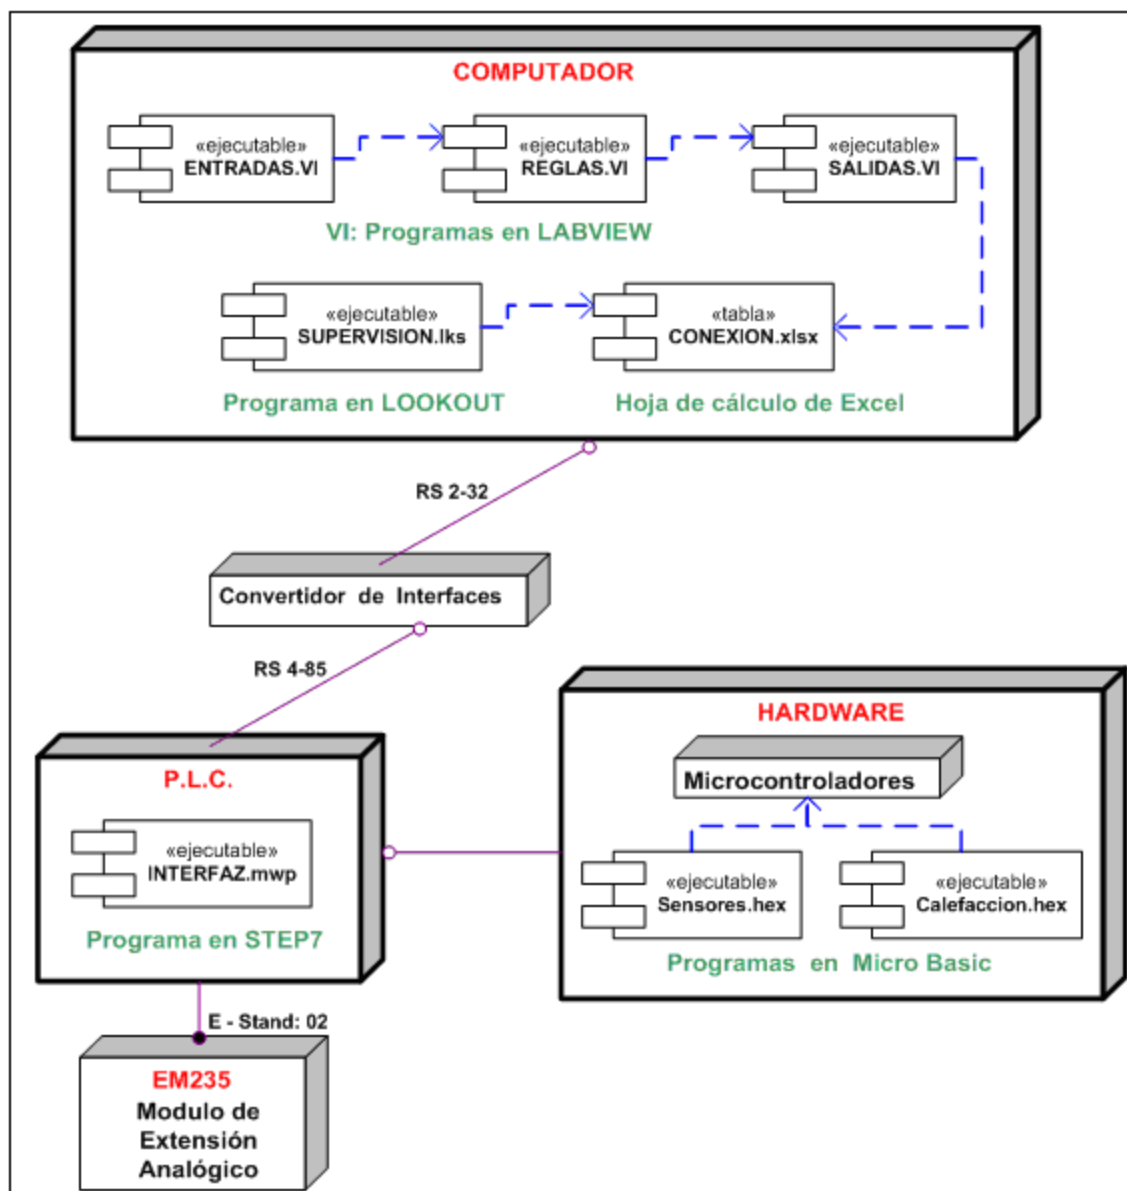 COMPUTADOR
«ejecutable»
ENTRADAS.VI
«ejecutable»
REGLAS.VI
«ejecutable»
SALIDAS.VI
VI: Programas en LABVIEW
«ejecutable»
SUPERVISION.lks
«tabla»
CONEXION.xlsx
Programa en LOOKOUT
Hoja de cálculo de Excel
RS 2-32
Convertidor de Interfaces
RS 4-85
P.L.C.
«ejecutable»
INTERFAZ.mwp
Programa en STEP7
HARDWARE
Microcontroladores
«ejecutable»
Sensores.hex
«ejecutable»
Calefaccion.hex
Programas en Micro Basic
E - Stand: 02
EM235
Modulo de
Extensión
Analógico